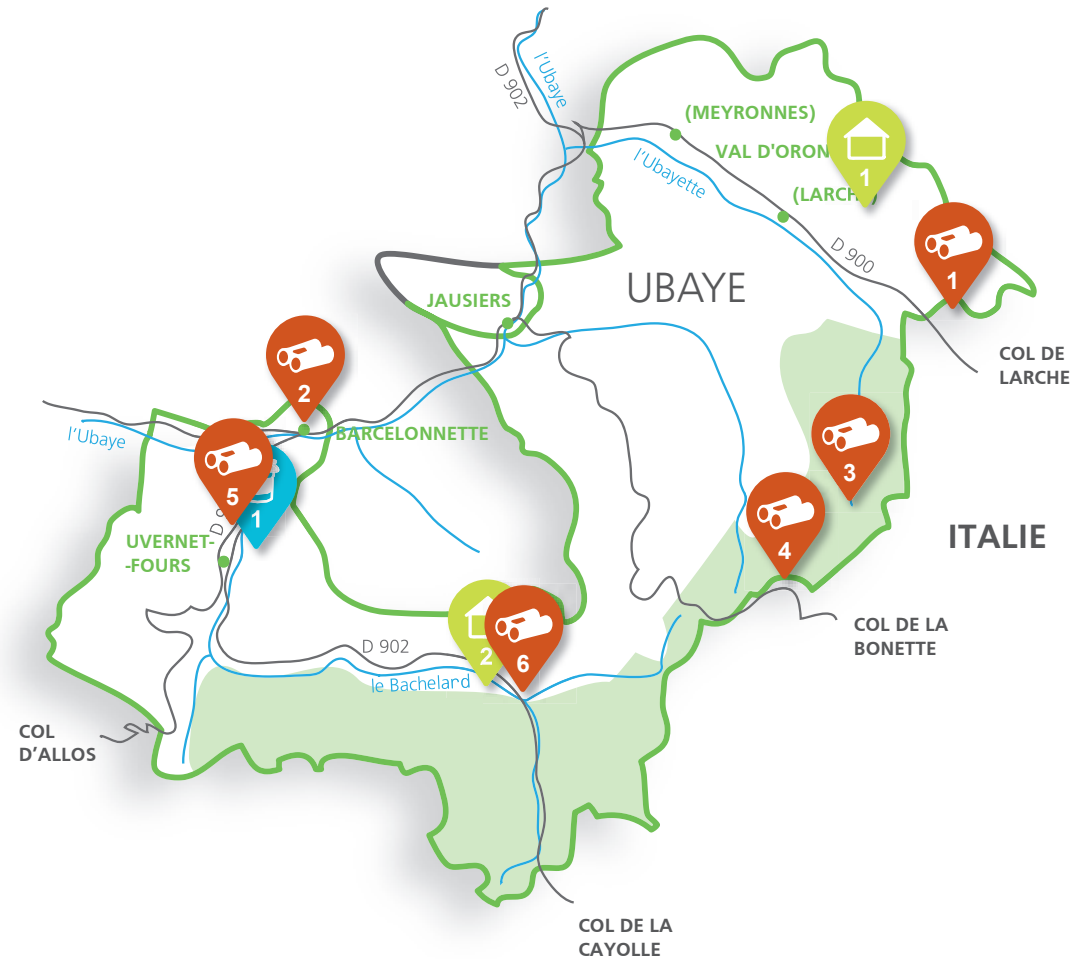 l'Ubaye
D 902
(MEYRONNES)
VAL D'ORON
l'Ubayette
1
(LARCHE)
D 900
1
UBAYE
JAUSIERS
COL DE
LARCHE
2
l'Ubaye
BARCELONNETTE
3
5
1
4
ITALIE
UVERNET-
-FOURS
COL DE LA
BONETTE
D 902
2
6
le Bachelard
COL
D'ALLOS
COL DE LA
CAYOLLE